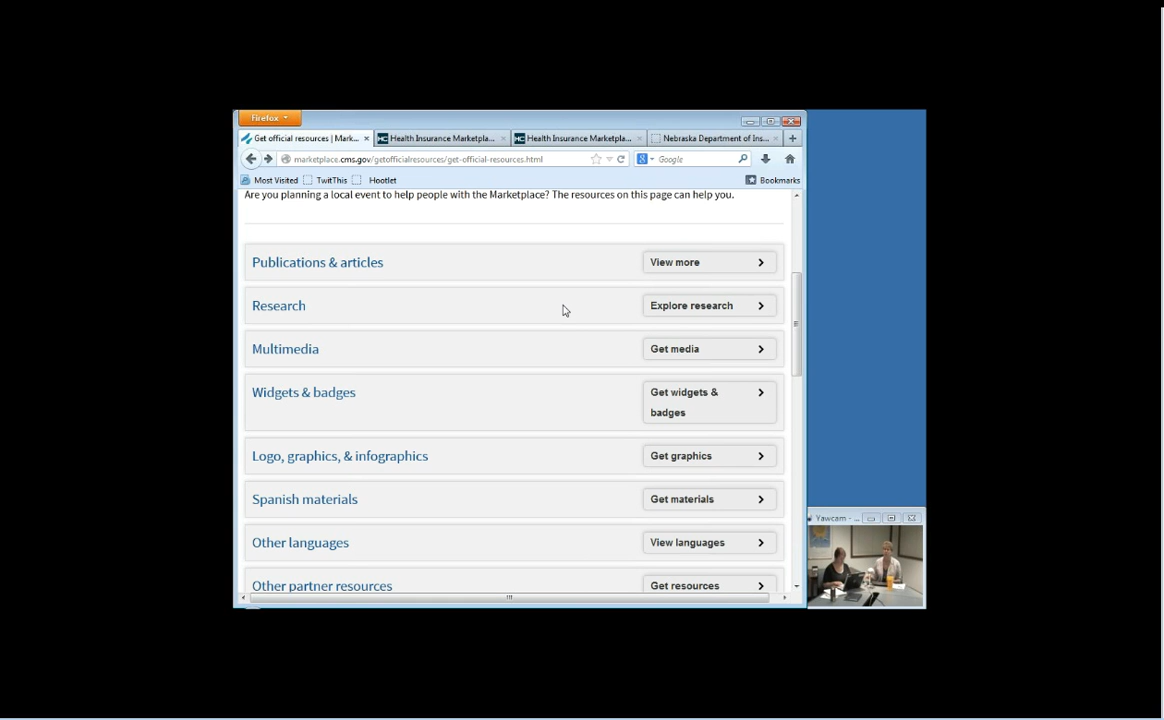 Firefox
Get official resources | Mark...
Health Insurance Marketpla...
Health Insurance Marketpla...
Nebraska Department of Ins...
marketplace.cms.gov/getofficialresources/get-official-resources.html
Google
Most Visited
TwitThis
Hootlet
Bookmarks
Are you planning a local event to help people with the Marketplace? The resources on this page can help you.
Publications & articles
View more
Research
Explore research
Multimedia
Get media
Widgets & badges
Get widgets &
badges
Logo, graphics, & infographics
Get graphics
Spanish materials
Get materials
Other languages
View languages
Other partner resources
Get resources
Yawcam - ...